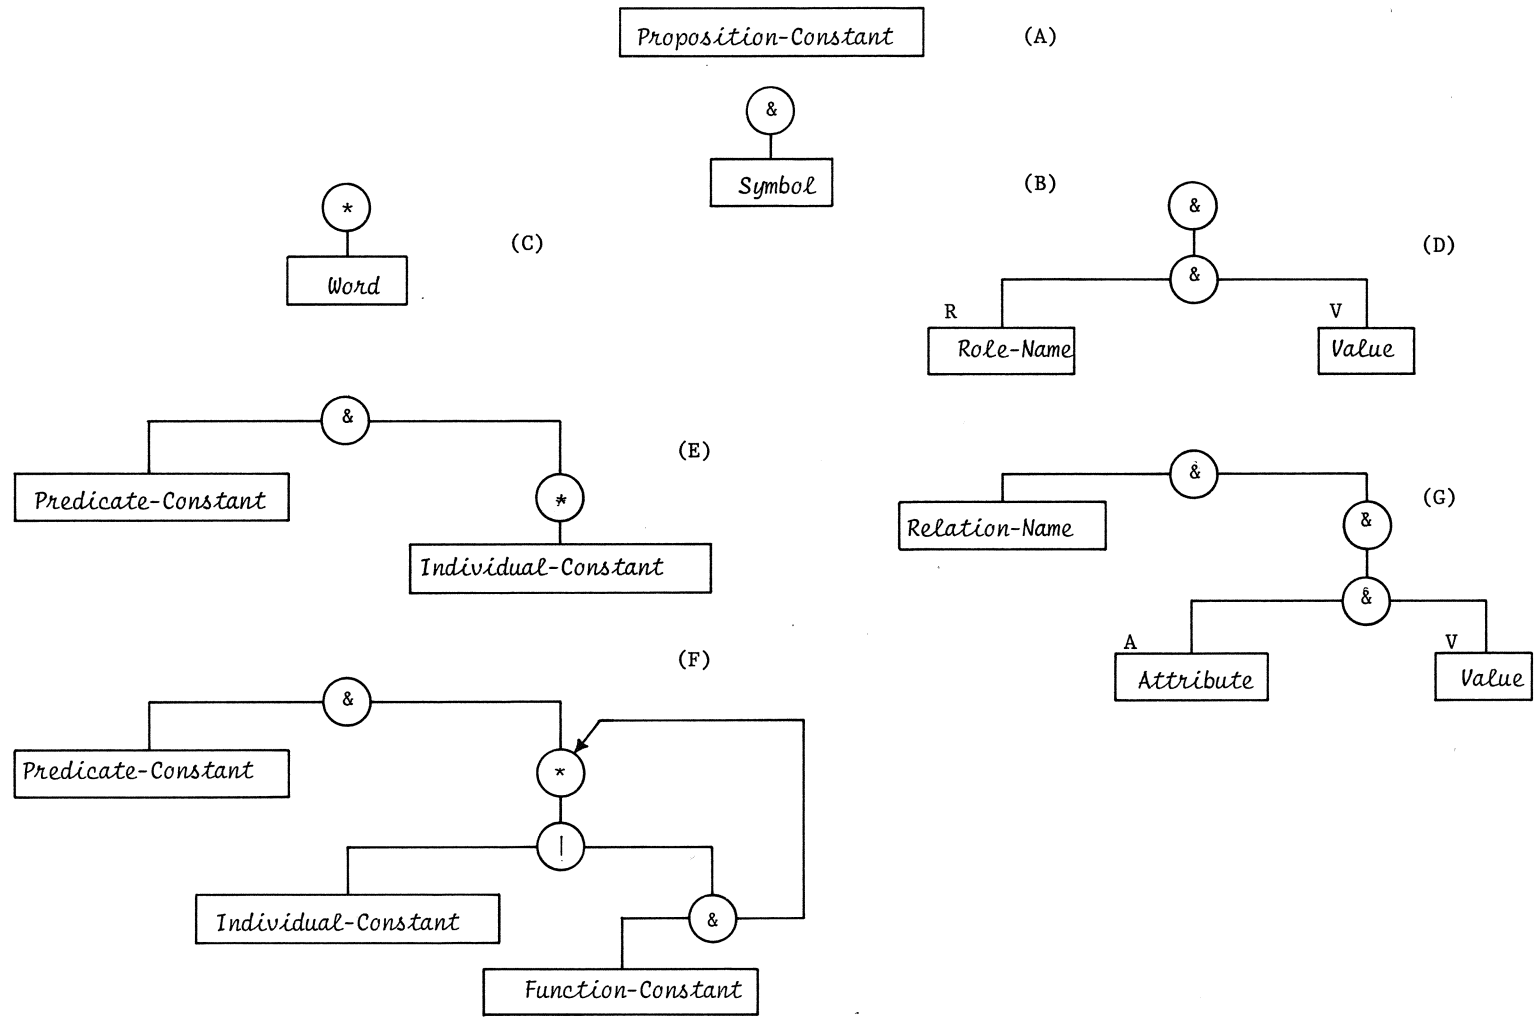 Proposition-Constant
(A)
&
Symbol
(B)
*
Word
(C)
&
&
R
Role-Name
V
Value
(D)
&
Predicate-Constant
*
Individual-Constant
(E)
&
Relation-Name
&
&
A
Attribute
V
Value
(G)
(F)
&
Predicate-Constant
*
|
Individual-Constant
&
Function-Constant